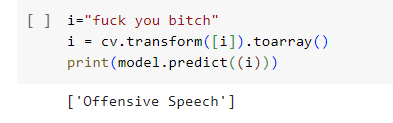 [ ] i="fuck you bitch"
i = cv.transform([i]).toarray()
print(model.predict((i)))
['Offensive Speech']